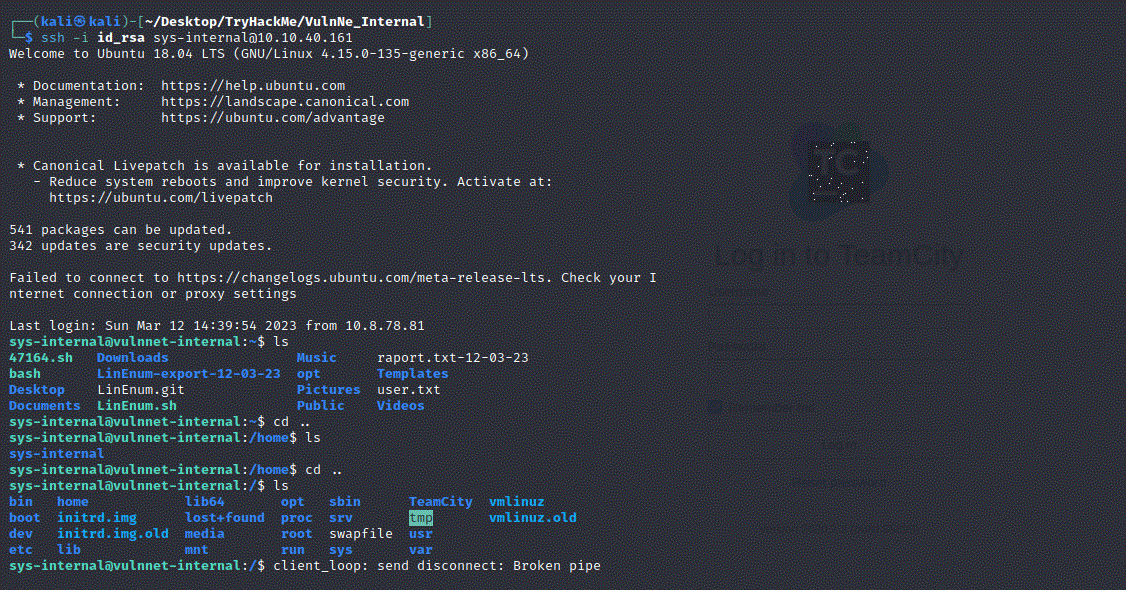 ┌──(kali㉿kali)-[~/Desktop/TryHackMe/VulnNe_Internal]
└─$ ssh -i id_rsa sys-internal@10.10.40.161
Welcome to Ubuntu 18.04 LTS (GNU/Linux 4.15.0-135-generic x86_64)

 * Documentation:  https://help.ubuntu.com
 * Management:     https://landscape.canonical.com
 * Support:        https://ubuntu.com/advantage


 * Canonical Livepatch is available for installation.
   - Reduce system reboots and improve kernel security. Activate at:
     https://ubuntu.com/livepatch

541 packages can be updated.
342 updates are security updates.

Failed to connect to https://changelogs.ubuntu.com/meta-release-lts. Check your I
nternet connection or proxy settings

Last login: Sun Mar 12 14:39:54 2023 from 10.8.78.81
sys-internal@vulnnet-internal:~$ ls
47164.sh   Downloads                Music     raport.txt-12-03-23
bash       LinEnum-export-12-03-23  opt       Templates
Desktop    LinEnum.git              Pictures  user.txt
Documents  LinEnum.sh               Public    Videos
sys-internal@vulnnet-internal:~$ cd ..
sys-internal@vulnnet-internal:/home$ ls
sys-internal
sys-internal@vulnnet-internal:/home$ cd ..
sys-internal@vulnnet-internal:/$ ls
bin   home            lib64       opt   sbin      TeamCity  vmlinuz
boot  initrd.img      lost+found  proc  srv       tmp       vmlinuz.old
dev   initrd.img.old  media       root  swapfile  usr
etc   lib             mnt         run   sys       var
sys-internal@vulnnet-internal:/$ client_loop: send disconnect: Broken pipe
TC
Log in to TeamCity